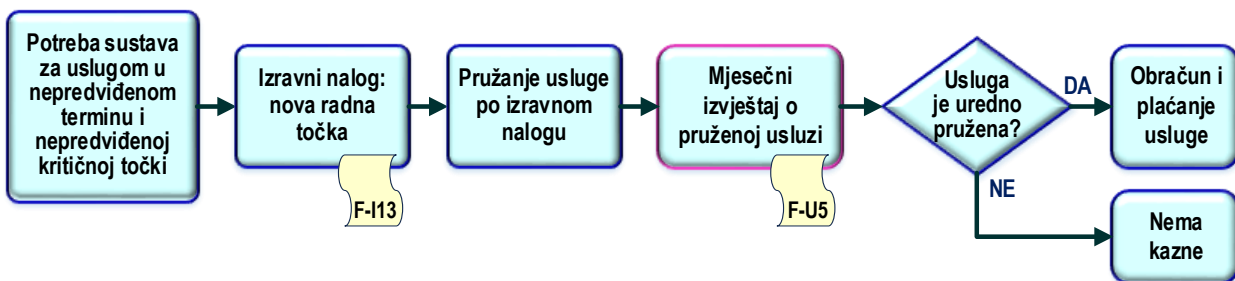 Potreba sustava
za uslugom u
nepredviđenom
terminu i
nepredviđenoj
kritičnoj točki
Izravni nalog:
nova radna
točka
F-I13
Pružanje usluge
po izravnom
nalogu
Mjesečni
izvještaj o
pruženoj usluzi
F-U5
Usluga
je uredno
pružena?
DA
Obračun i
plaćanje
usluge
NE
Nema
kazne